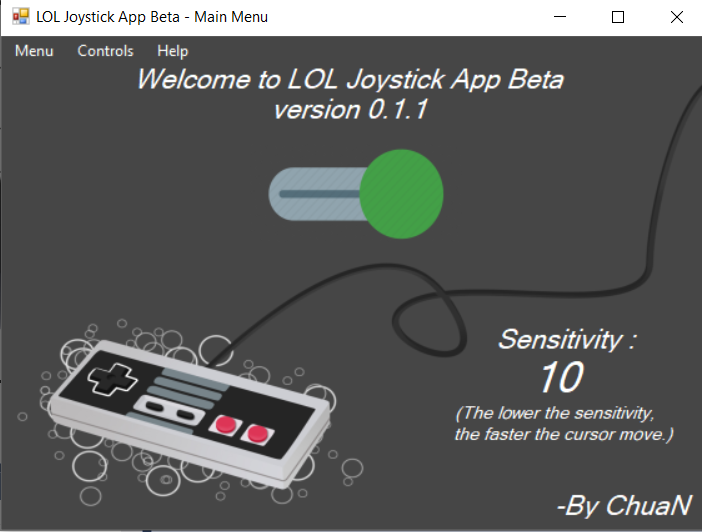 LOL Joystick App Beta - Main Menu
Menu Controls Help
Welcome to LOL Joystick App Beta
version 0.1.1
Sensitivity :
10
(The lower the sensitivity,
the faster the cursor move.)
-By ChuaN